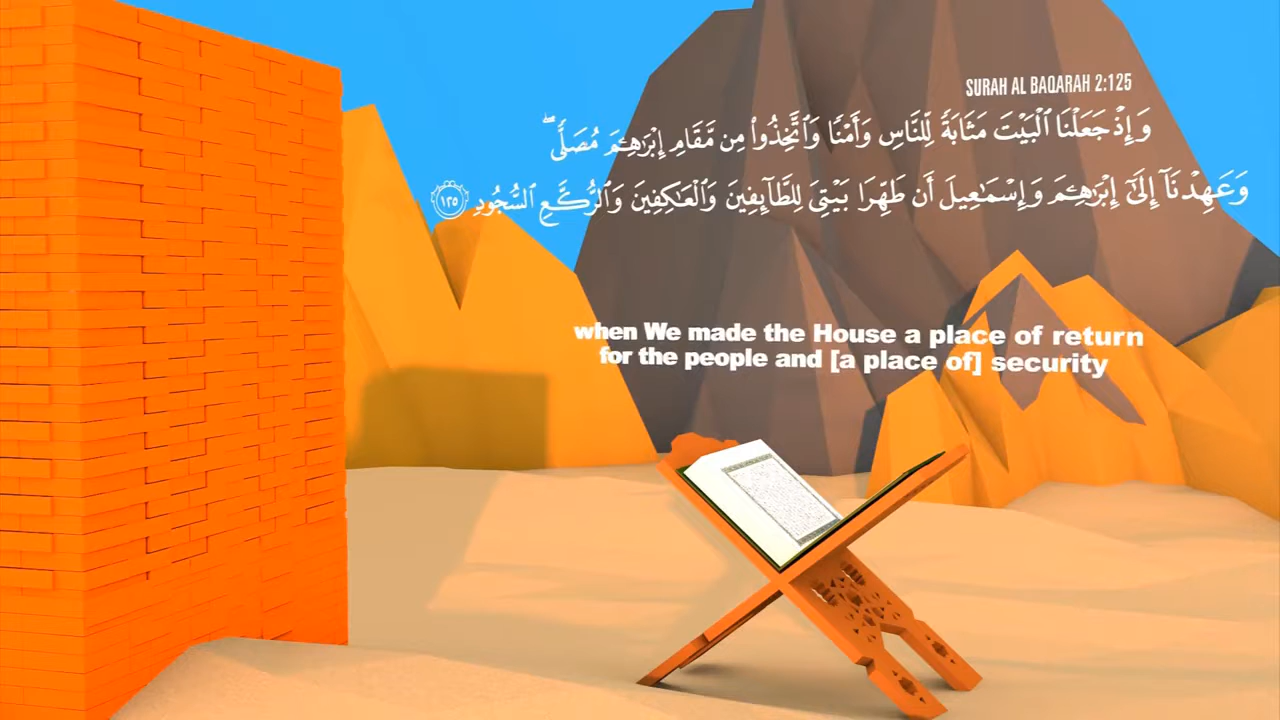 SURAH AL BAQARAH 2:125
وَإِذْ جَعَلْنَا ٱلْبَيْتَ مَثَابَةً لِّلنَّاسِ وَأَمْنًا وَٱتَّخِذُوا۟ مِن مَّقَامِ إِبْرَٰهِـۧمَ مُصَلًّى ۖ
وَعَهِدْنَآ إِلَىٰٓ إِبْرَٰهِـۧمَ وَإِسْمَـٰعِيلَ أَن طَهِّرَا بَيْتِىَ لِلطَّآئِفِينَ وَٱلْعَـٰكِفِينَ وَٱلرُّكَّعِ ٱلسُّجُودِ ١٢٥
when We made the House a place of return
for the people and [a place of] security